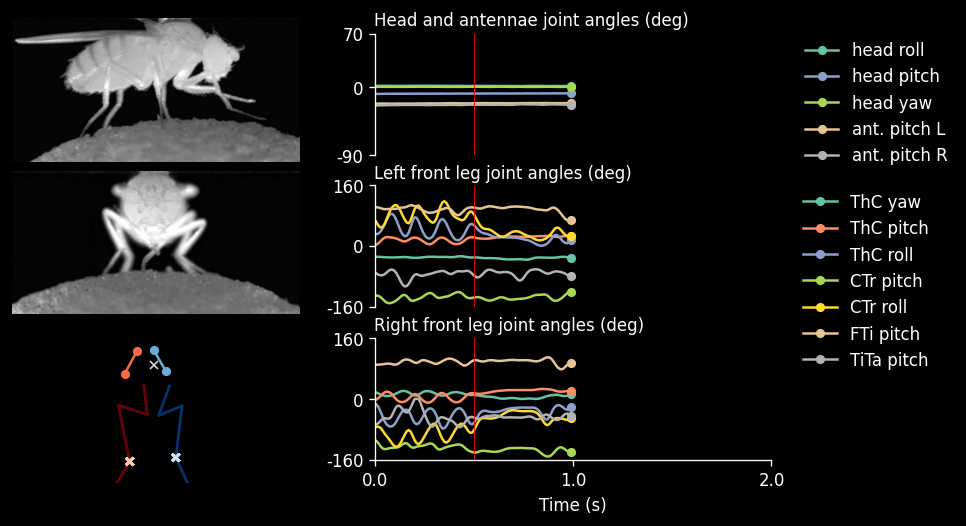 Head and antennae joint angles (deg)
70
0
-90
head roll
head pitch
head yaw
ant. pitch L
ant. pitch R
Left front leg joint angles (deg)
160
0
-160
ThC yaw
ThC pitch
ThC roll
CTr pitch
CTr roll
FTi pitch
TiTa pitch
Right front leg joint angles (deg)
160
0
-160
0.0
1.0
2.0
Time (s)